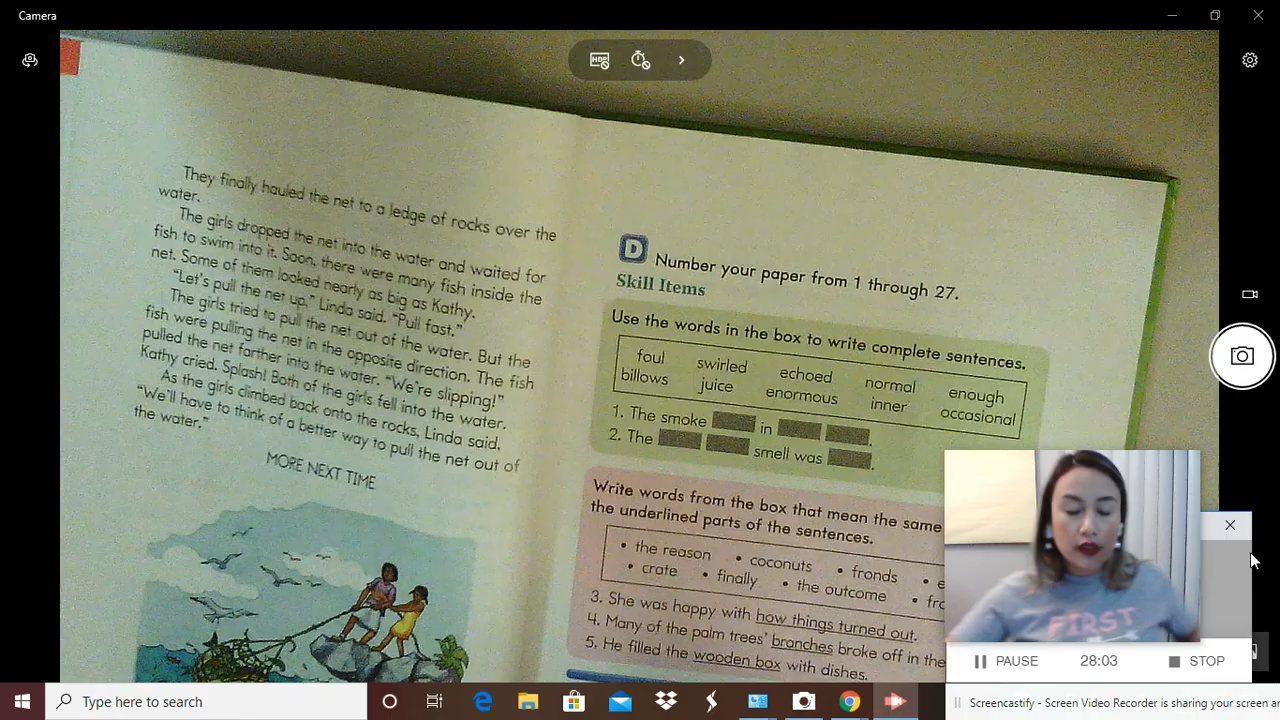 Camera
They finally hauled the net to a ledge of rocks over the
water.
The girls dropped the net into the water and waited for
fish to swim into it. Soon, there were many fish inside the
net. Some of them looked nearly as big as Kathy.
"Let's pull the net up," Linda said. "Pull fast."
The girls tried to pull the net out of the water. But the
fish were pulling the net in the opposite direction. The fish
pulled the net farther into the water. "We're slipping!"
Kathy cried. Splash! Both of the girls fell into the water.
As the girls climbed back onto the rocks, Linda said,
"We'll have to think of a better way to pull the net out of
the water."
MORE NEXT TIME
D Number your paper from 1 through 27.
Skill Items
Use the words in the box to write complete sentences.
foul swirled echoed normal enough
billows juice enormous inner occasional
1. The smoke in .
2. The smell was .
Write words from the box that mean the same
the underlined parts of the sentences.
• the reason • coconuts • fronds •
• crate • finally • the outcome •
3. She was happy with how things turned out.
4. Many of the palm trees' branches broke off in the
5. He filled the wooden box with dishes.
FIRST
PAUSE 28:03 STOP
Type here to search
Screencastify - Screen Video Recorder is sharing your screen